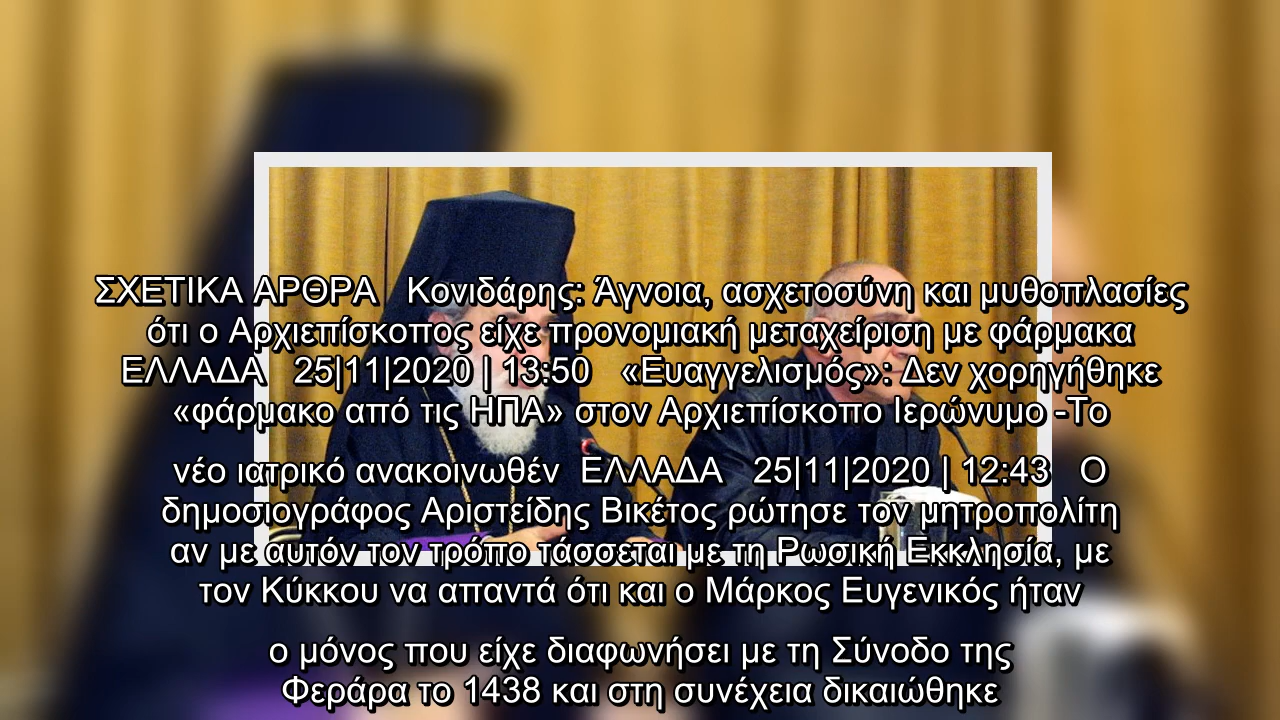 ΣΧΕΤΙΚΑ ΑΡΘΡΑ   Κονιδάρης: Άγνοια, ασχετοσύνη και μυθοπλασίες
ότι ο Αρχιεπίσκοπος είχε προνομιακή μεταχείριση με φάρμακα
ΕΛΛΑΔΑ   25|11|2020 | 13:50   «Ευαγγελισμός»: Δεν χορηγήθηκε
«φάρμακο από τις ΗΠΑ» στον Αρχιεπίσκοπο Ιερώνυμο -Το
νέο ιατρικό ανακοινωθέν  ΕΛΛΑΔΑ   25|11|2020 | 12:43   Ο
δημοσιογράφος Αριστείδης Βικέτος ρώτησε τον μητροπολίτη
αν με αυτόν τον τρόπο τάσσεται με τη Ρωσική Εκκλησία, με
τον Κύκκου να απαντά ότι και ο Μάρκος Ευγενικός ήταν
ο μόνος που είχε διαφωνήσει με τη Σύνοδο της
Φεράρα το 1438 και στη συνέχεια δικαιώθηκε